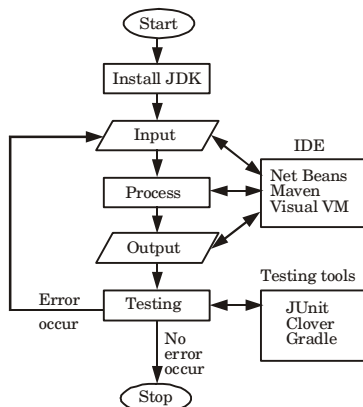 Start
Install JDK
Input
IDE
Net Beans
Maven
Visual VM
Process
Output
Testing tools
Error
occur
Testing
JUnit
Clover
Gradle
No
error
occur
Stop